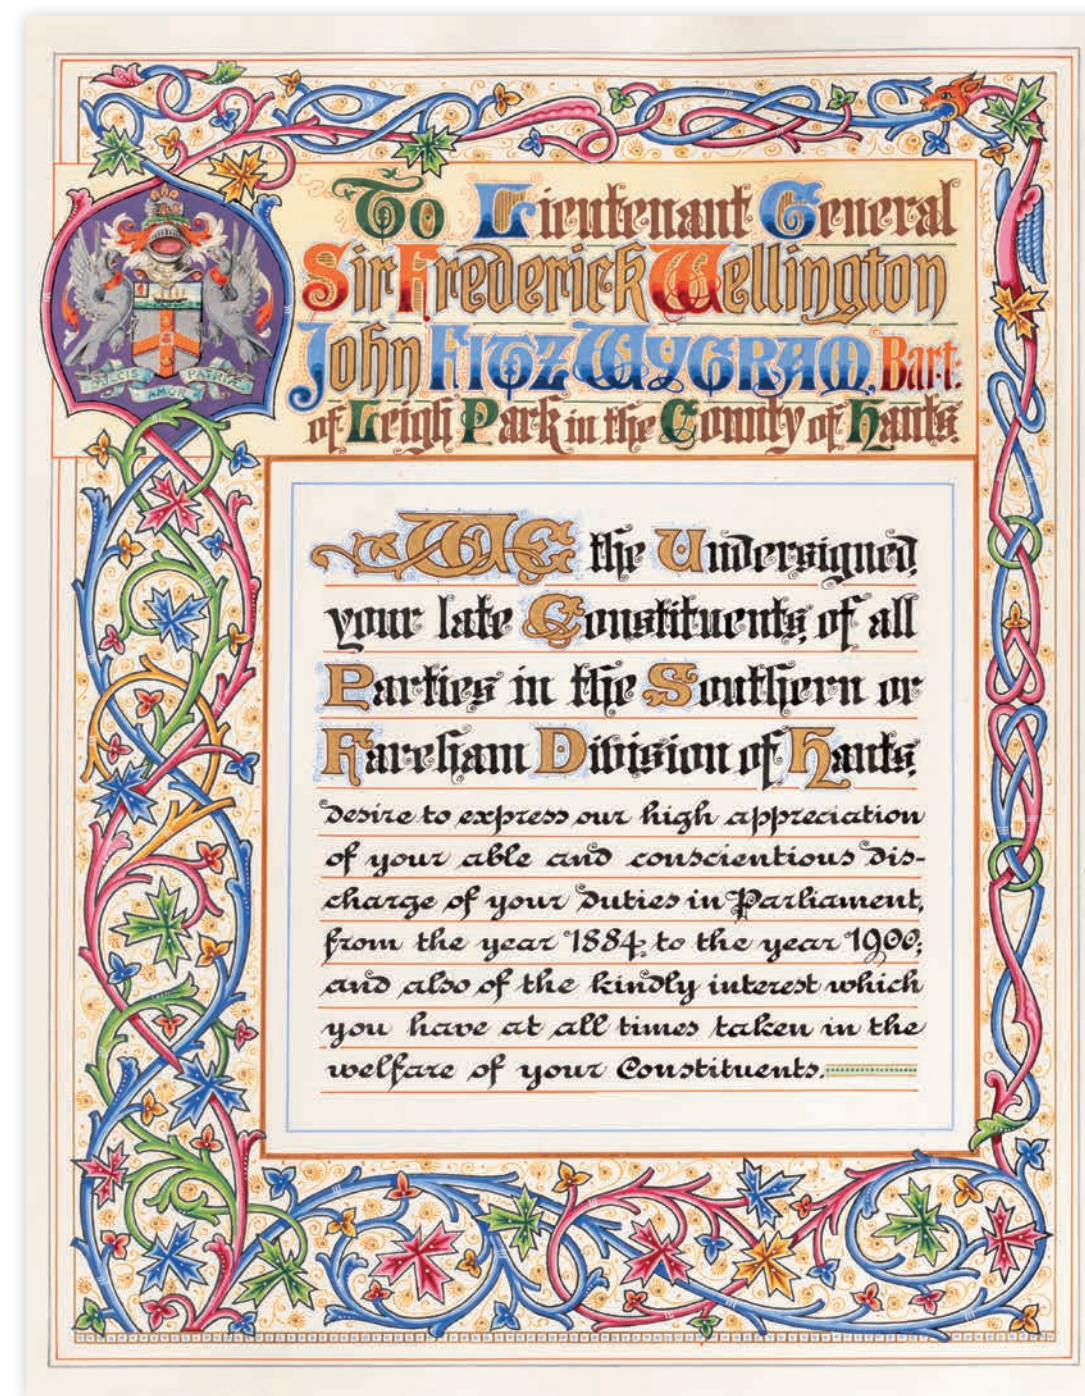 To Lieutenant General
Sir Frederick Wellington
John FITZWYGRAM, Bart:
of Leigh Park in the County of Hants.
DULCIS AMOR PATRIÆ
WE the Undersigned,
your late Constituents, of all
Parties in the Southern or
Fareham Division of Hants,
desire to express our high appreciation
of your able and conscientious dis-
charge of your duties in Parliament,
from the year 1884, to the year 1900;
and also of the kindly interest which
you have at all times taken in the
welfare of your Constituents.